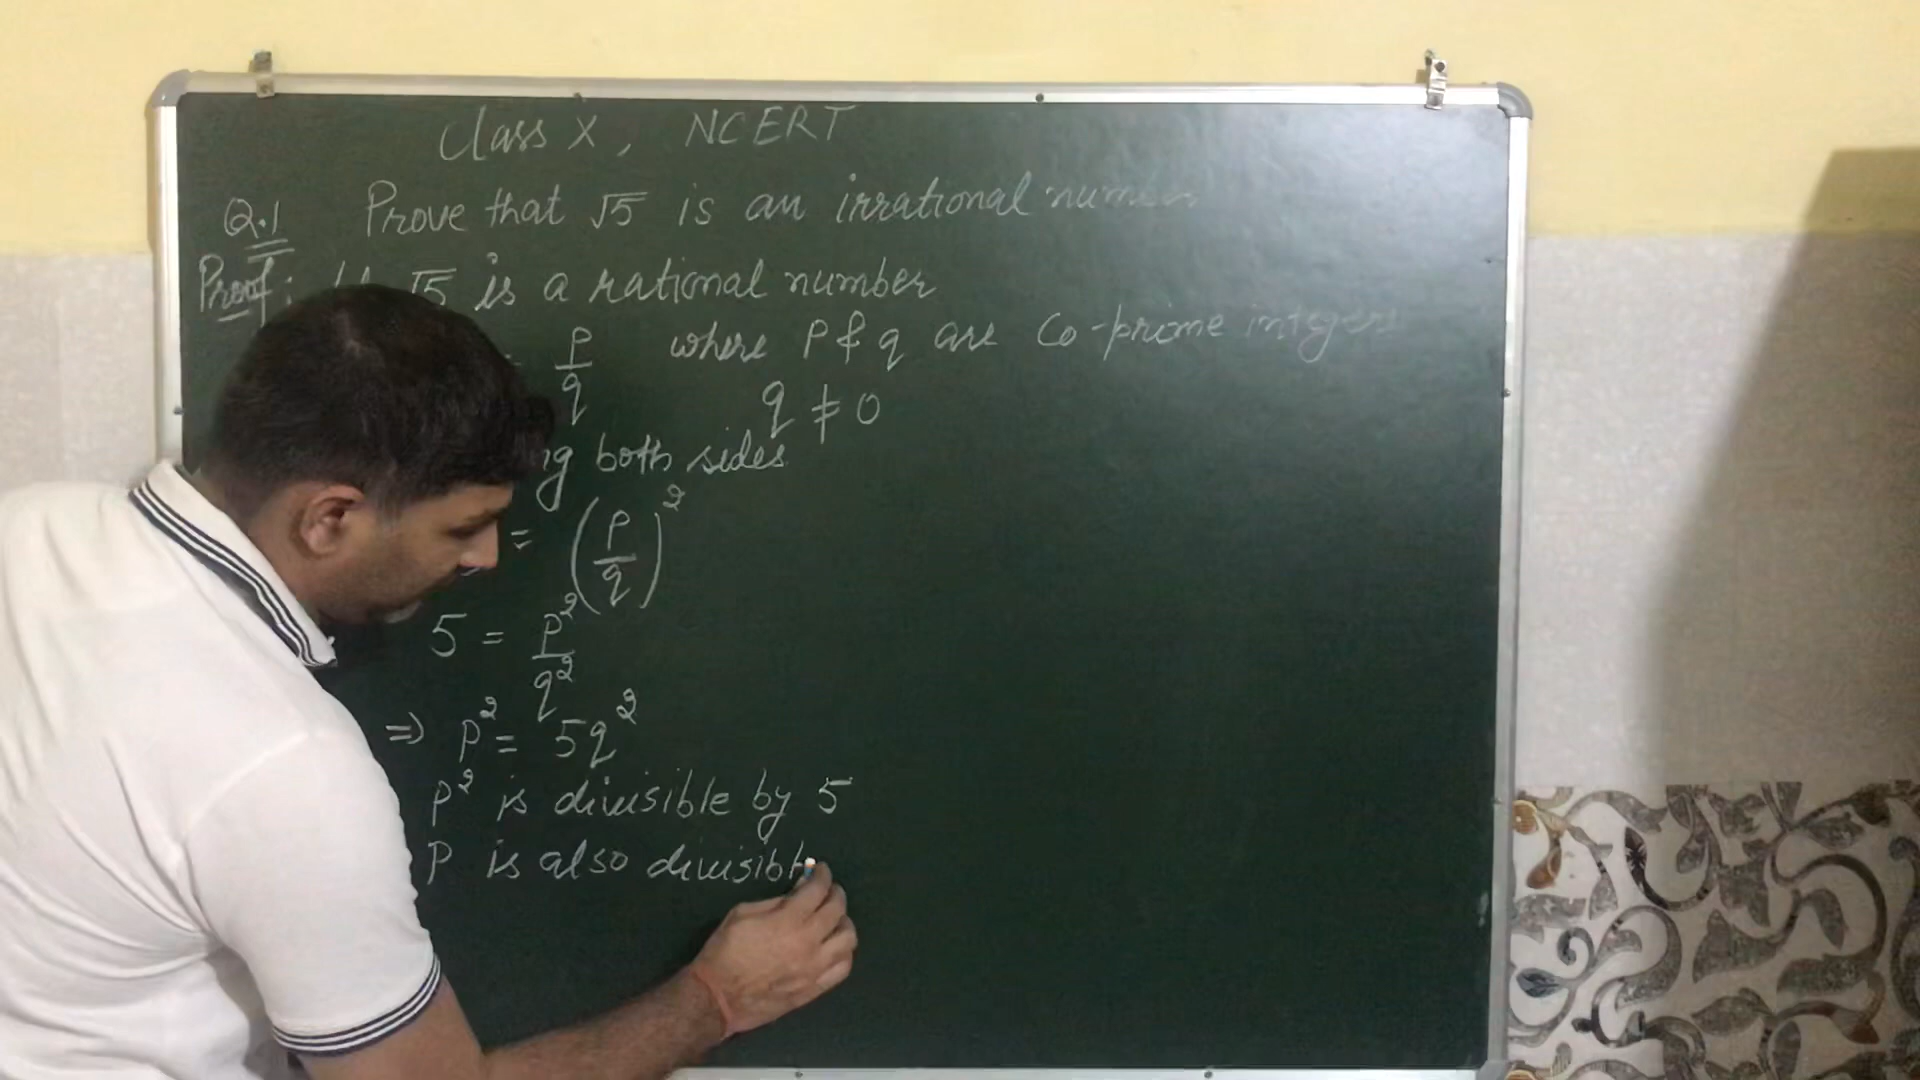 Class X, NCERT
Q.1 Prove that √5 is an irrational number
Proof: √5 is a rational number
P/q where P & q are Co-prime integers
q ≠ 0
both sides
= (P/q)²
5 = P²/q²
⇒ P² = 5q²
P² is divisible by 5
P is also divisibl